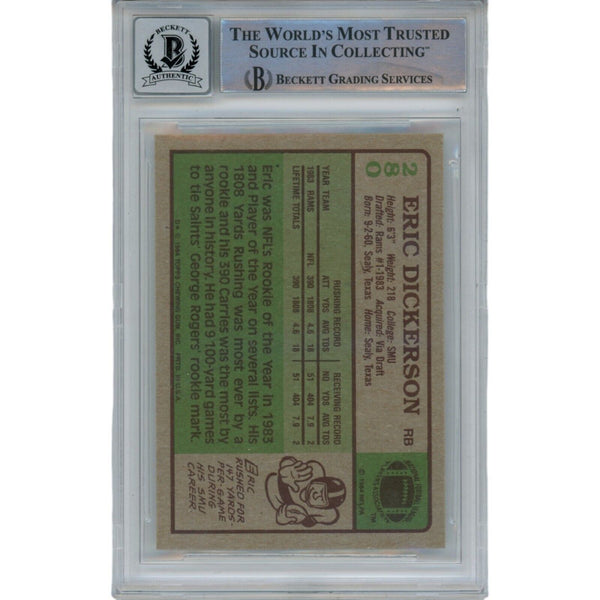 BECKETT
B
AUTHENTIC
THE WORLD'S MOST TRUSTED
SOURCE IN COLLECTING™
B BECKETT GRADING SERVICES
280
ERIC DICKERSON RB
Height: 6'3" Weight: 218 College: SMU
Drafted: Rams #1-1983 Acquired: Via Draft
Born: 9-2-60, Sealy, Texas Home: Sealy, Texas
© 1984 NFLPA
TM
RUSHING RECORD RECEIVING RECORD
YEAR TEAM ATT YDS AVG TDS NO YDS AVG TDS
1983 RAMS NFL 390 1808 4.6 18 51 404 7.9 2
LIFETIME TOTALS 390 1808 4.6 18 51 404 7.9 2
Eric was NFL's Rookie of the Year in 1983
and Player of the Year on several lists. His
1808 Yards Rushing was most ever by a
rookie and his 390 Carries was the most by
anyone in history. He had 9 100-yard games
to tie Saints' George Rogers' rookie mark.
ERIC
RUSHED FOR
147 YARDS-
PER-GAME
DURING
HIS SMU
CAREER.
D* © 1984 TOPPS CHEWING GUM, INC. PRTD. IN U.S.A.